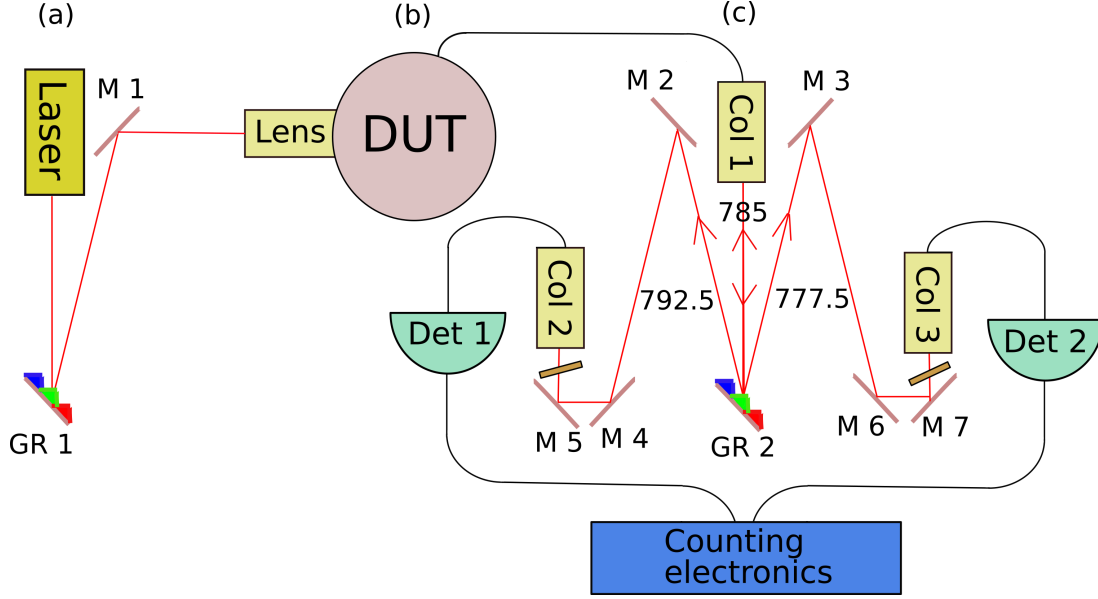 (a)
(b)
(c)
Laser
M 1
Lens
DUT
M 2
Col 1
M 3
785
792.5
777.5
Col 2
Col 3
Det 1
Det 2
GR 1
M 5
M 4
GR 2
M 6
M 7
Counting
electronics